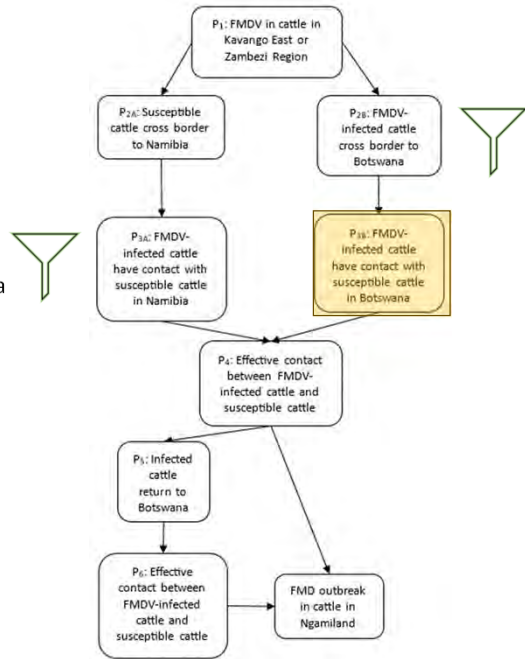 P₁: FMDV in cattle in
Kavango East or
Zambezi Region
P₂A: Susceptible
cattle cross border
to Namibia
P₂B: FMDV-
infected cattle
cross border to
Botswana
P₃A: FMDV-
infected cattle
have contact with
susceptible cattle
in Namibia
P₃B: FMDV-
infected cattle
have contact with
susceptible cattle
in Botswana
a
P₄: Effective contact
between FMDV-
infected cattle and
susceptible cattle
P₅: Infected
cattle
return to
Botswana
P₆: Effective
contact between
FMDV-infected
cattle and
susceptible cattle
FMD outbreak
in cattle in
Ngamiland